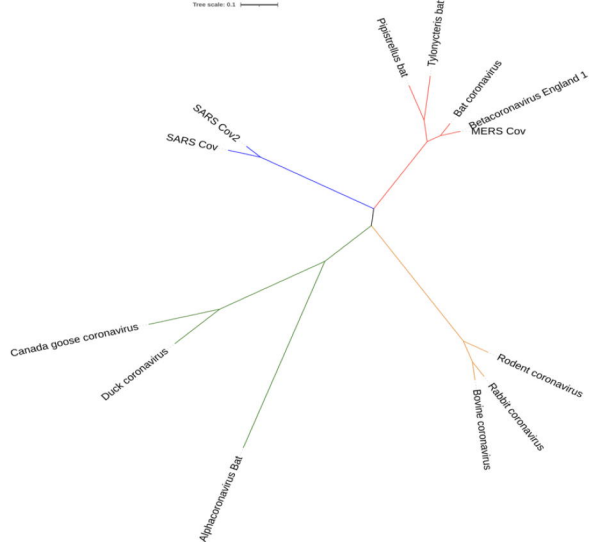 Tree scale: 0.1
Tylonycteris bat
Pipistrellus bat
Bat coronavirus
Betacoronavirus England 1
MERS Cov
SARS Cov2
SARS Cov
Canada goose coronavirus
Duck coronavirus
Alphacoronavirus Bat
Rodent coronavirus
Rabbit coronavirus
Bovine coronavirus